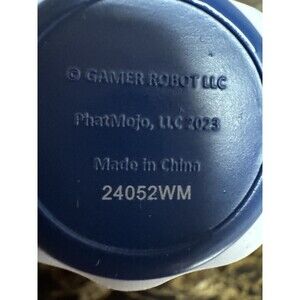 © GAMER ROBOT LLC
PhatMojo, LLC 2023
Made in China
24052WM